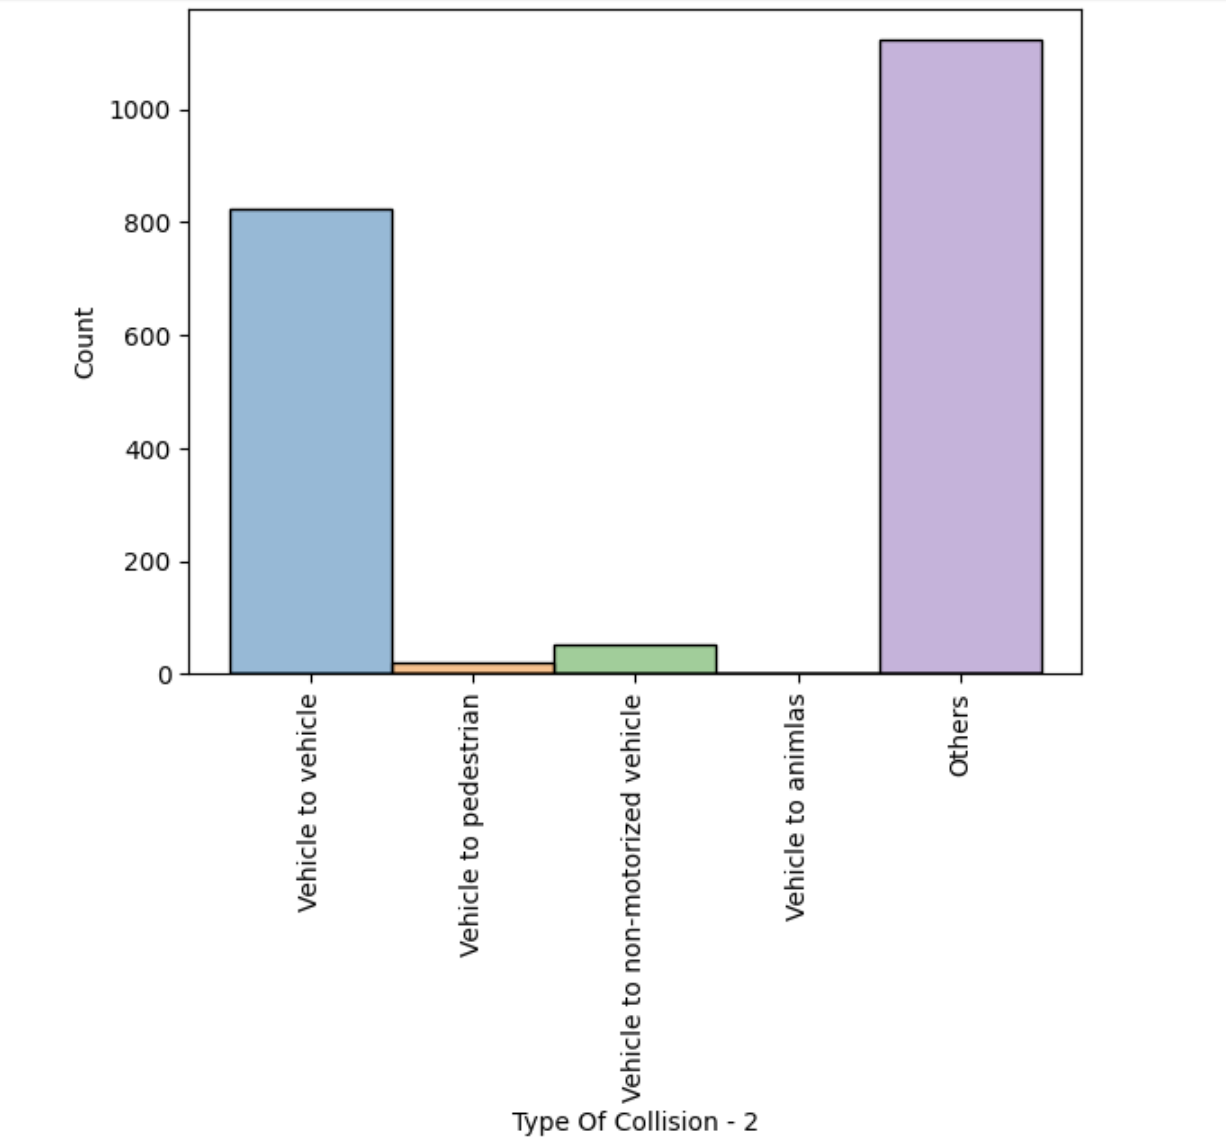 1000
800
600
400
200
0
Count
Vehicle to vehicle
Vehicle to pedestrian
Vehicle to non-motorized vehicle
Vehicle to animlas
Others
Type Of Collision - 2